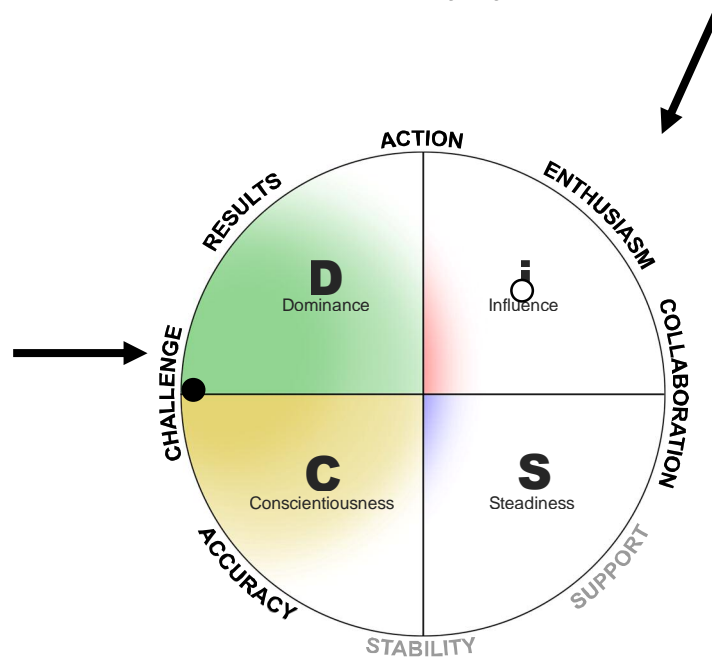 ACTION
RESULTS
ENTHUSIASM
D
Dominance
i
Influence
CHALLENGE
COLLABORATION
C
Conscientiousness
S
Steadiness
ACCURACY
SUPPORT
STABILITY